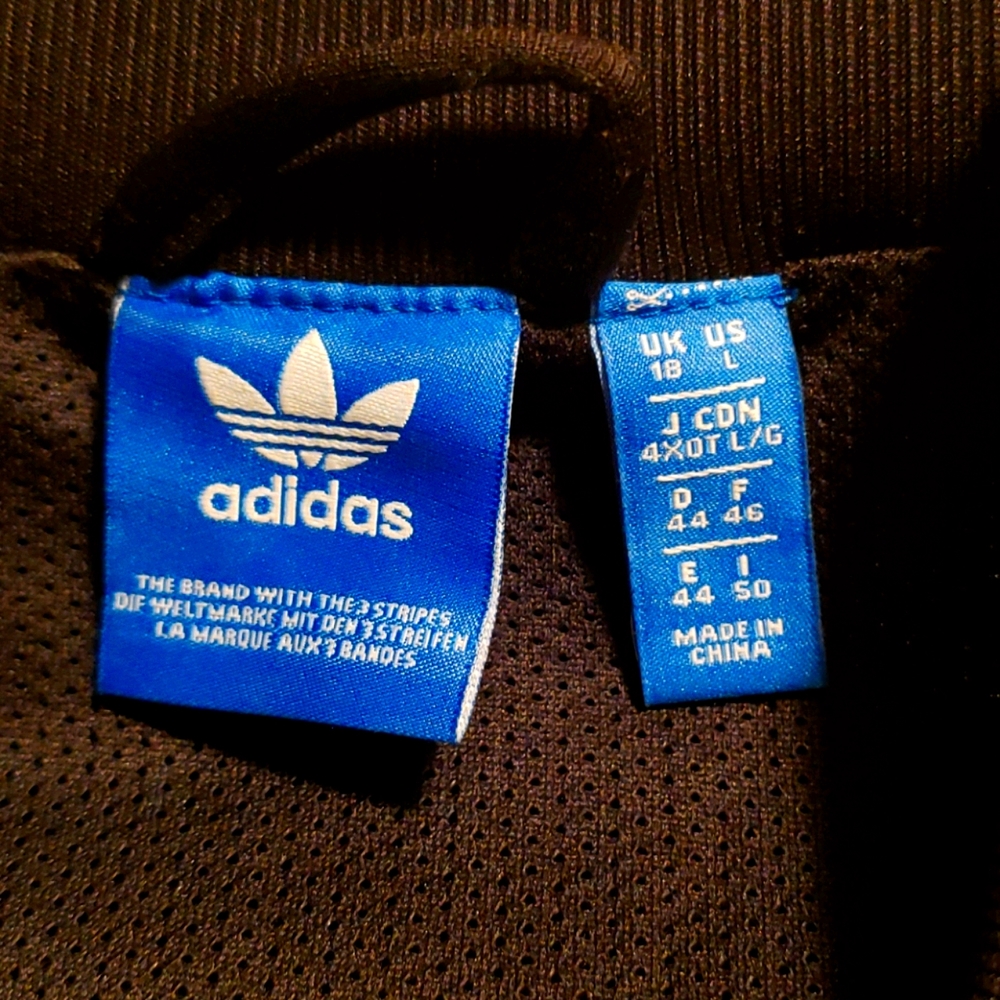 adidas
THE BRAND WITH THE 3 STRIPES
DIE WELTMARKE MIT DEN 3 STREIFEN
LA MARQUE AUX 3 BANDES
UK US
18 L
J CDN
4XOT L/G
D F
44 46
E I
44 50
MADE IN
CHINA